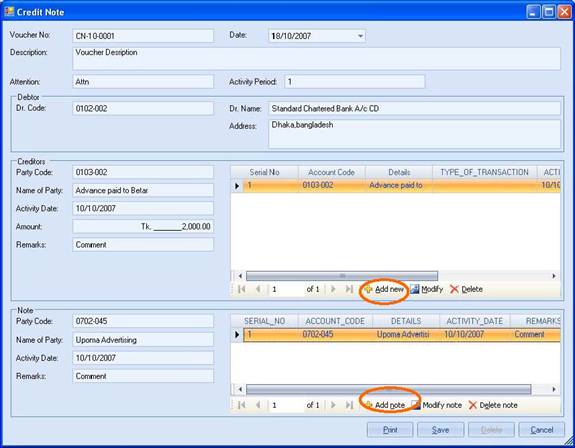 Credit Note
Voucher No: CN-10-0001 Date: 18/10/2007
Description: Voucher Desription
Attention: Attn Activity Period: 1
Debtor
Dr. Code: 0102-002 Dr. Name: Standard Chartered Bank A/c CD
Address: Dhaka,bangladesh
Creditors
Party Code: 0103-002
Name of Party: Advance paid to Betar
Activity Date: 10/10/2007
Amount: Tk. ______2,000.00
Remarks: Comment
Serial No Account Code Details TYPE_OF_TRANSACTION ACTI
1 0103-002 Advance paid to 10/10
1 of 1 Add new Modify Delete
Note
Party Code: 0702-045
Name of Party: Upoma Advertising
Activity Date: 10/10/2007
Remarks: Comment
SERIAL_NO ACCOUNT_CODE DETAILS ACTIVITY_DATE REMARKS
1 0702-045 Upoma Advertisi 10/10/2007 Comment
1 of 1 Add note Modify note Delete note
Print Save Delete Cancel